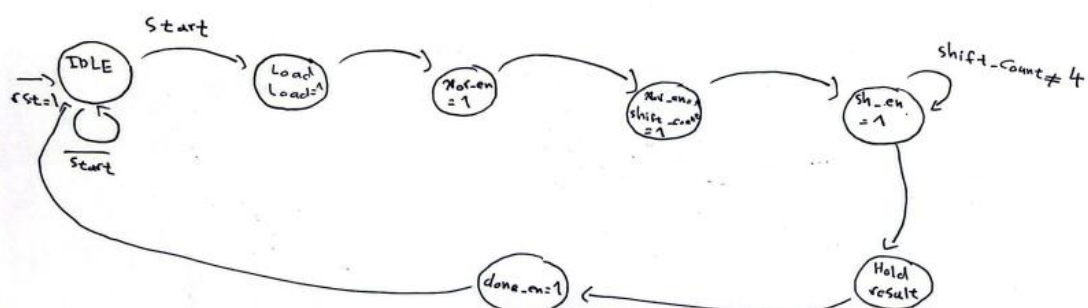 Start
IDLE
rst=1
Start
Load
Load=1
xor_en
=1
shift_count
=1
sh_en
=1
shift_count≠4
Hold
result
done_en=1